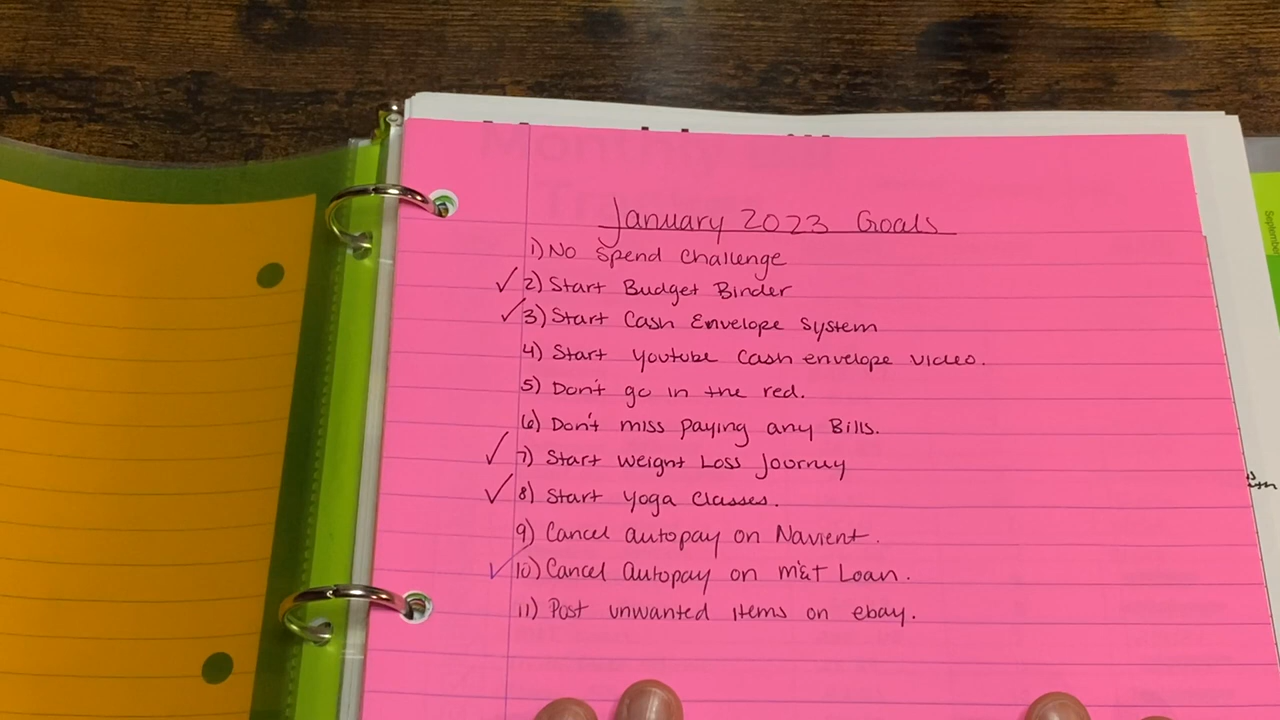 January 2023 Goals
1) No Spend Challenge
✓ 2) Start Budget Binder
✓ 3) Start Cash Envelope System
4) Start Youtube Cash envelope video.
5) Don't go in the red.
6) Don't miss paying any Bills.
✓ 7) Start Weight Loss Journey
✓ 8) Start Yoga Classes.
9) Cancel autopay on Navient.
✓ 10) Cancel Autopay on m&t Loan.
11) Post unwanted items on ebay.
September